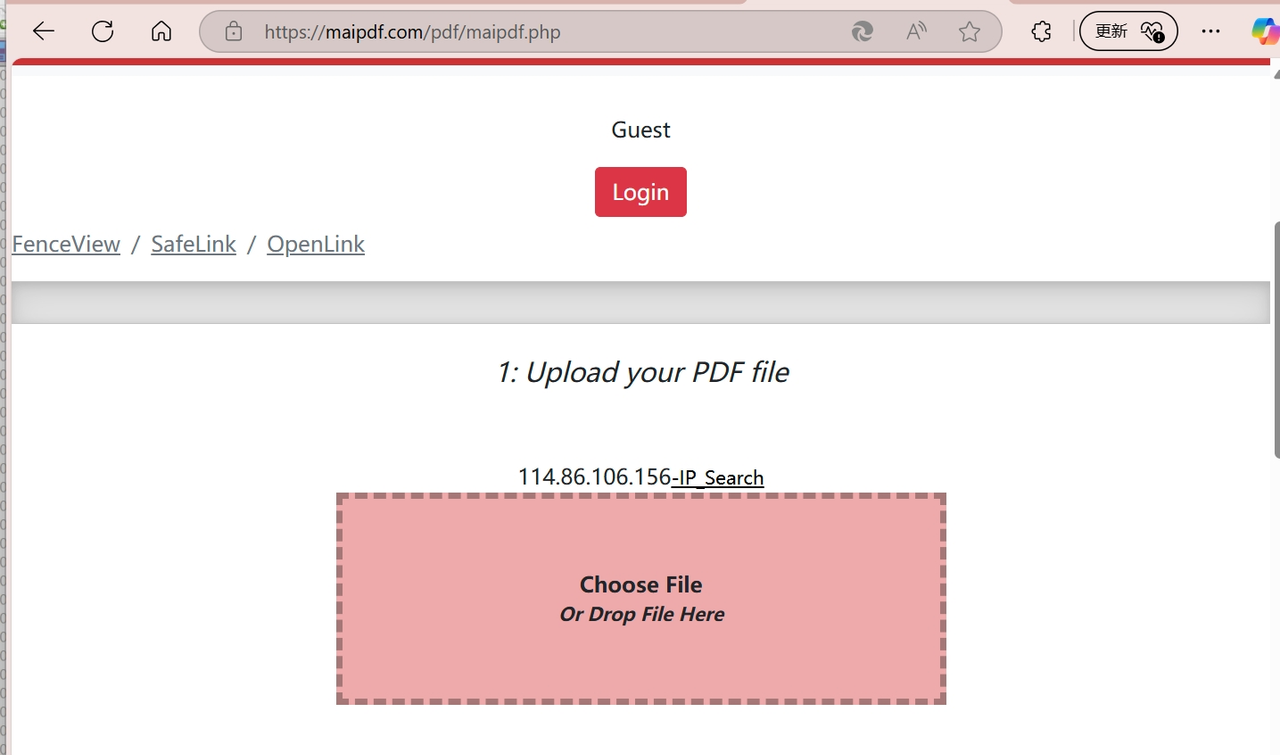 https://maipdf.com/pdf/maipdf.php
更新
Guest
Login
FenceView / SafeLink / OpenLink
1: Upload your PDF file
114.86.106.156-IP_Search
Choose File
Or Drop File Here